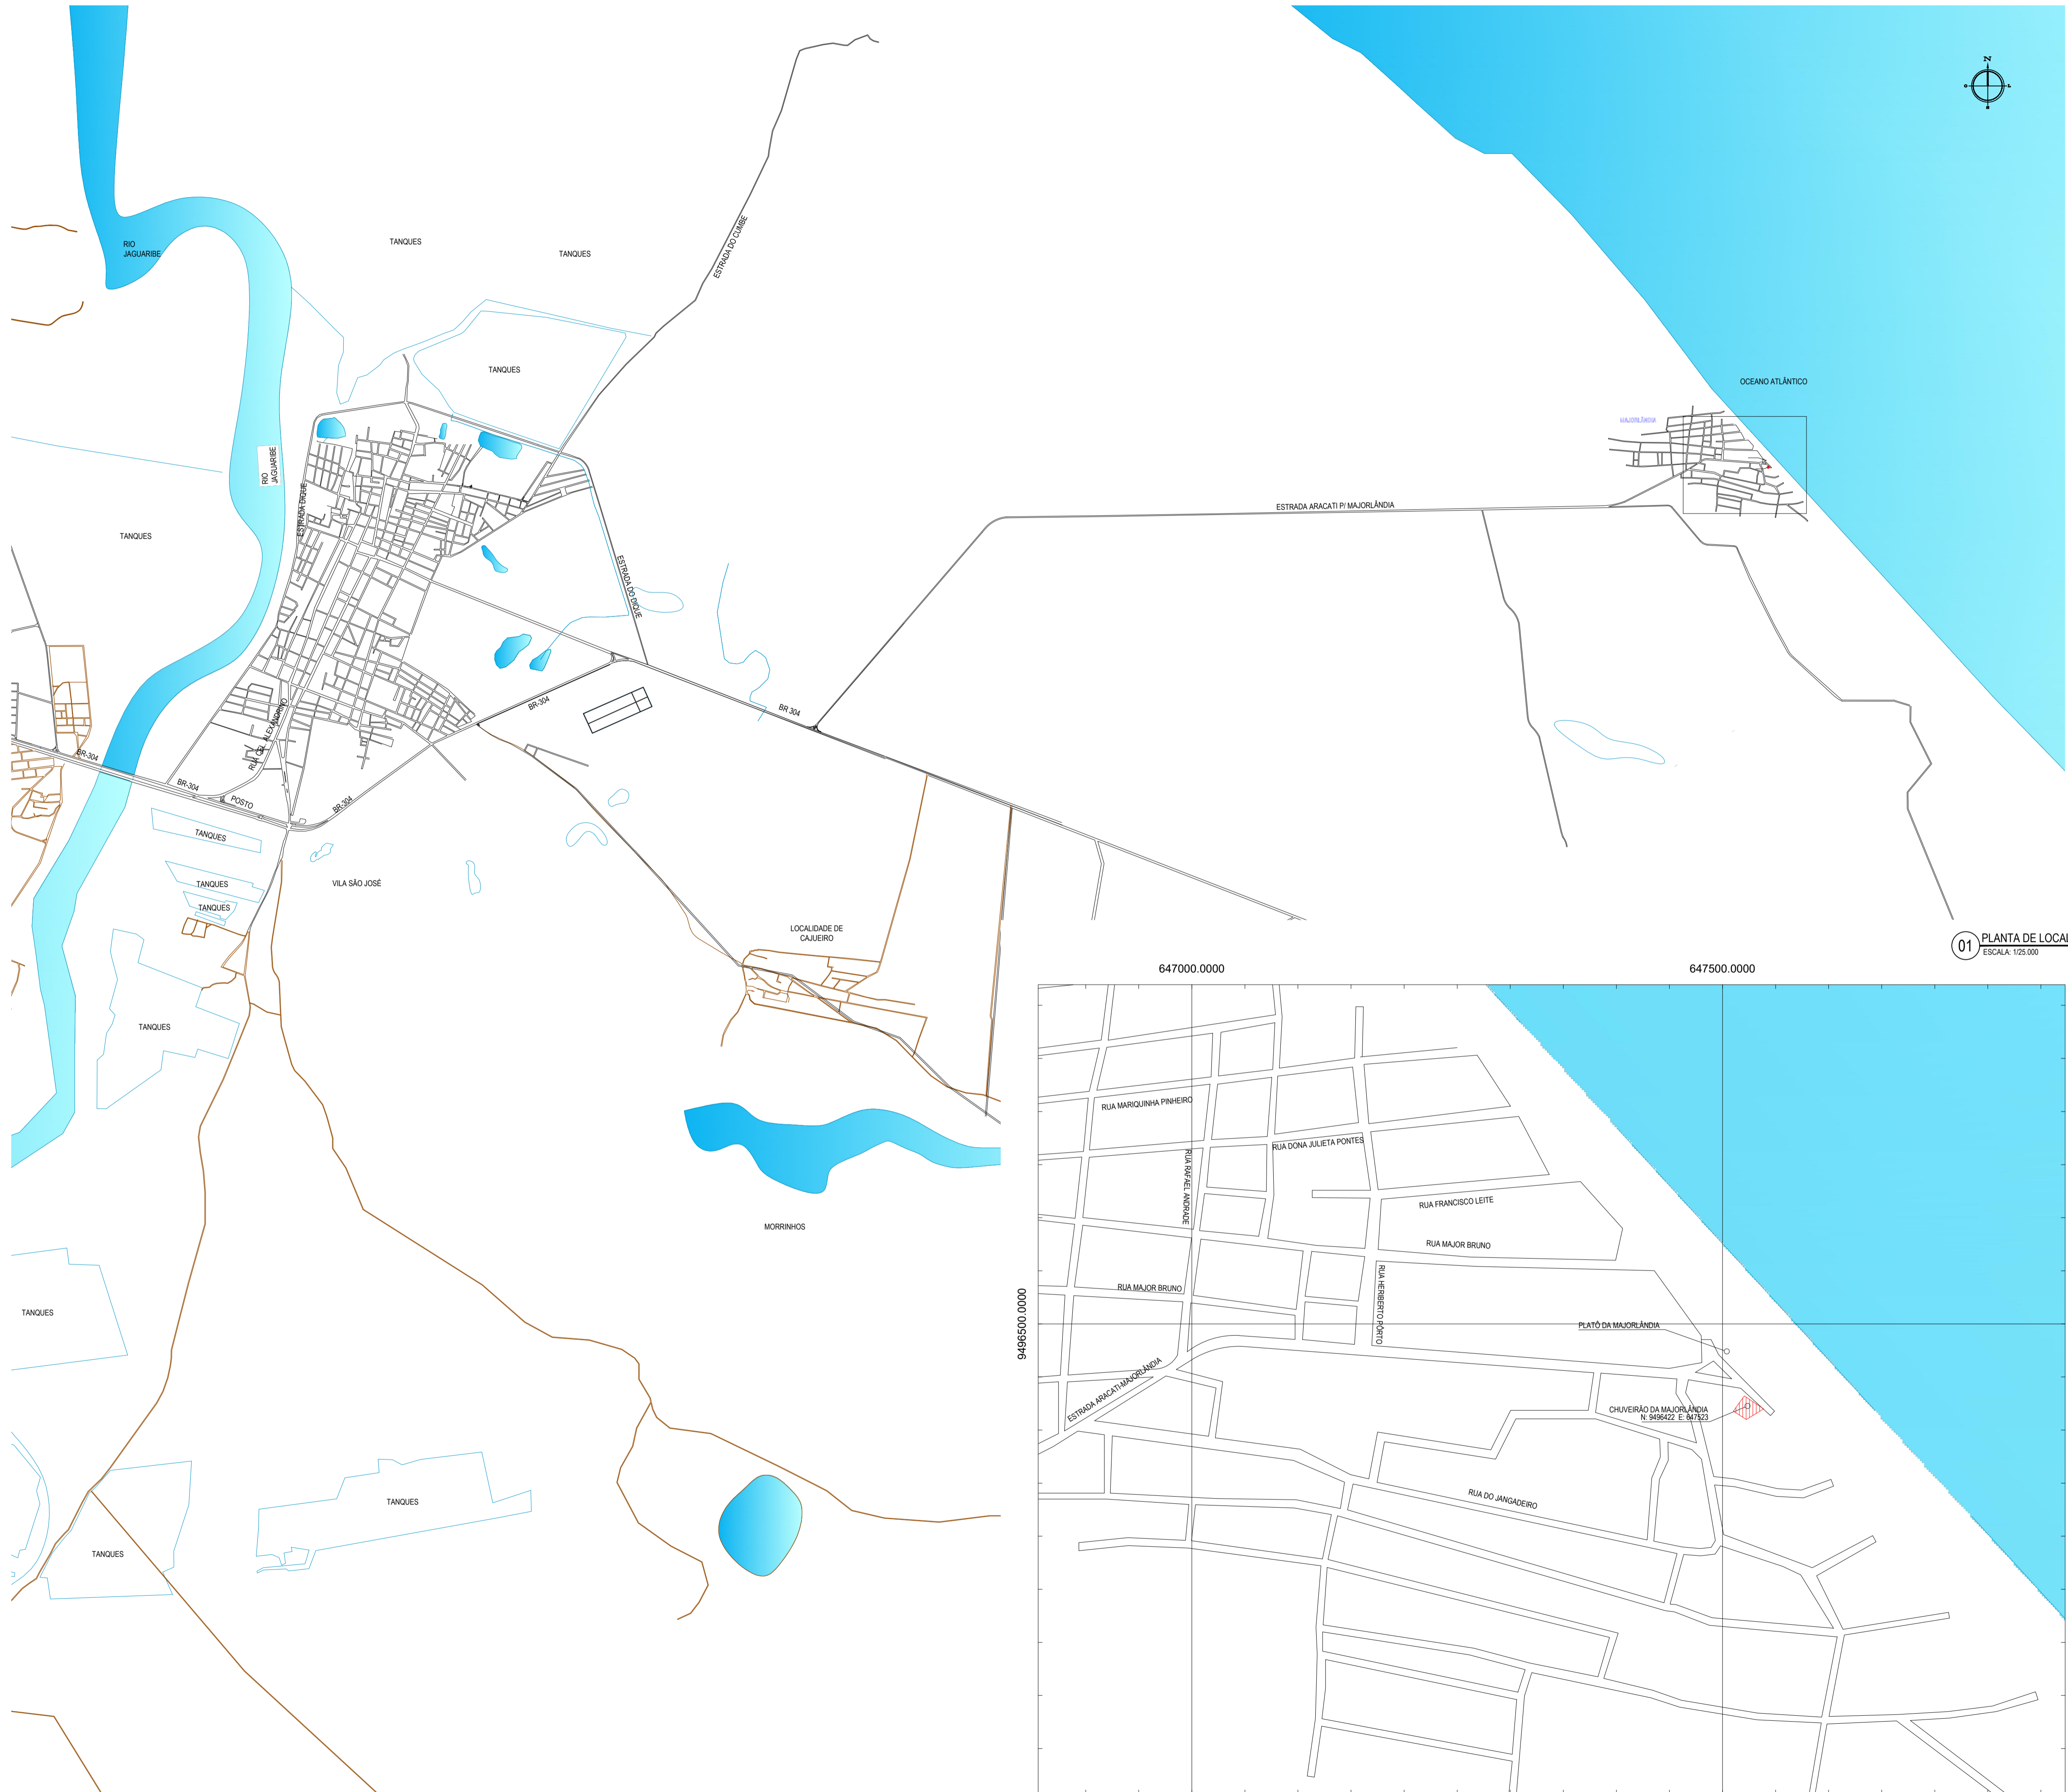 N
O
L
S
RIO
JAGUARIBE
TANQUES
TANQUES
ESTRADA DO CUMBE
TANQUES
OCEANO ATLÂNTICO
MAJORLÂNDIA
RIO
JAGUARIBE
ESTRADA DIQUE
ESTRADA ARACATI P/ MAJORLÂNDIA
TANQUES
ESTRADA DO DIQUE
BR-304
BR 304
RUA CEL. ALEXANDRINO
BR-304
BR-304
POSTO
BR-304
TANQUES
TANQUES
VILA SÃO JOSÉ
TANQUES
LOCALIDADE DE
CAJUEIRO
TANQUES
MORRINHOS
TANQUES
TANQUES
TANQUES
01
PLANTA DE LOCAL
ESCALA: 1/25.000
647000.0000
647500.0000
9496500.0000
RUA MARIQUINHA PINHEIRO
RUA DONA JULIETA PONTES
RUA RAFAEL ANDRADE
RUA FRANCISCO LEITE
RUA MAJOR BRUNO
RUA MAJOR BRUNO
RUA HERIBERTO PÔRTO
PLATÔ DA MAJORLÂNDIA
ESTRADA ARACATI-MAJORLÂNDIA
CHUVEIRÃO DA MAJORLÂNDIA
N: 9496422 E: 647523
RUA DO JANGADEIRO